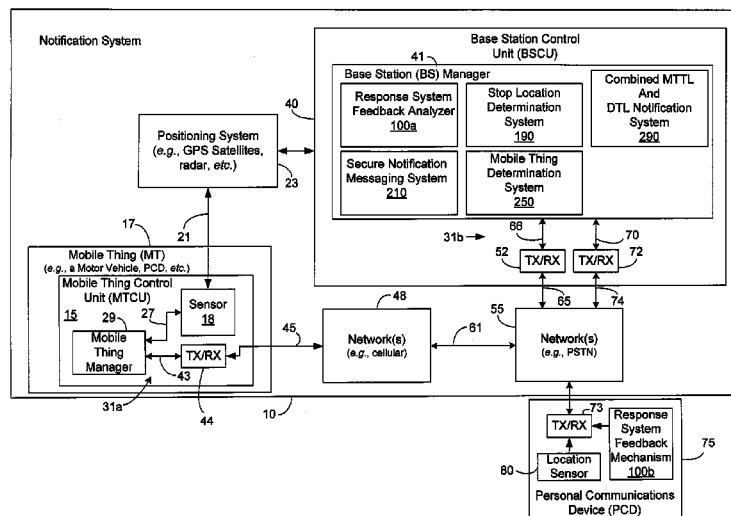 Notification System
Base Station Control
Unit (BSCU)
41
Base Station (BS) Manager
40
Response System
Feedback Analyzer
100a
Stop Location
Determination
System
190
Combined MTTL
And
DTL Notification
System
290
Secure Notification
Messaging System
210
Mobile Thing
Determination
System
250
Positioning System
(e.g., GPS Satellites,
radar, etc.)
23
17
21
31b
66
70
52
TX/RX
TX/RX
72
65
74
Mobile Thing (MT)
(e.g., a Motor Vehicle, PCD, etc.)
Mobile Thing Control
Unit (MTCU)
15
29
27
Sensor
18
Mobile
Thing
Manager
43
TX/RX
31a
44
45
48
Network(s)
(e.g., cellular)
61
55
Network(s)
(e.g., PSTN)
10
73
TX/RX
Response
System
Feedback
Mechanism
100b
75
80
Location
Sensor
Personal Communications
Device (PCD)